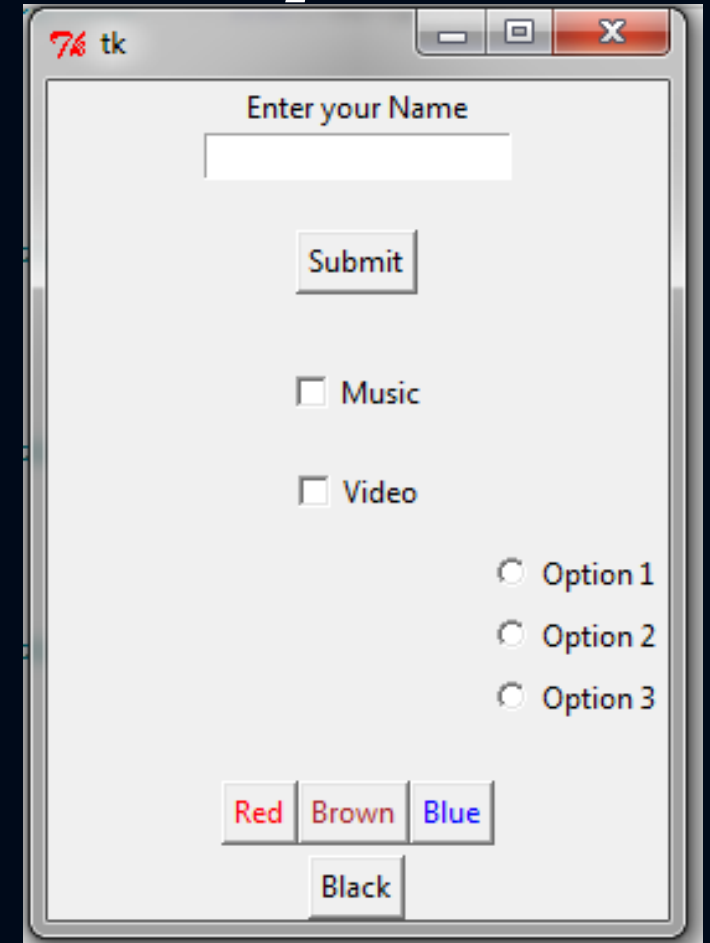 tk
Enter your Name
Submit
Music
Video
Option 1
Option 2
Option 3
Red Brown Blue
Black